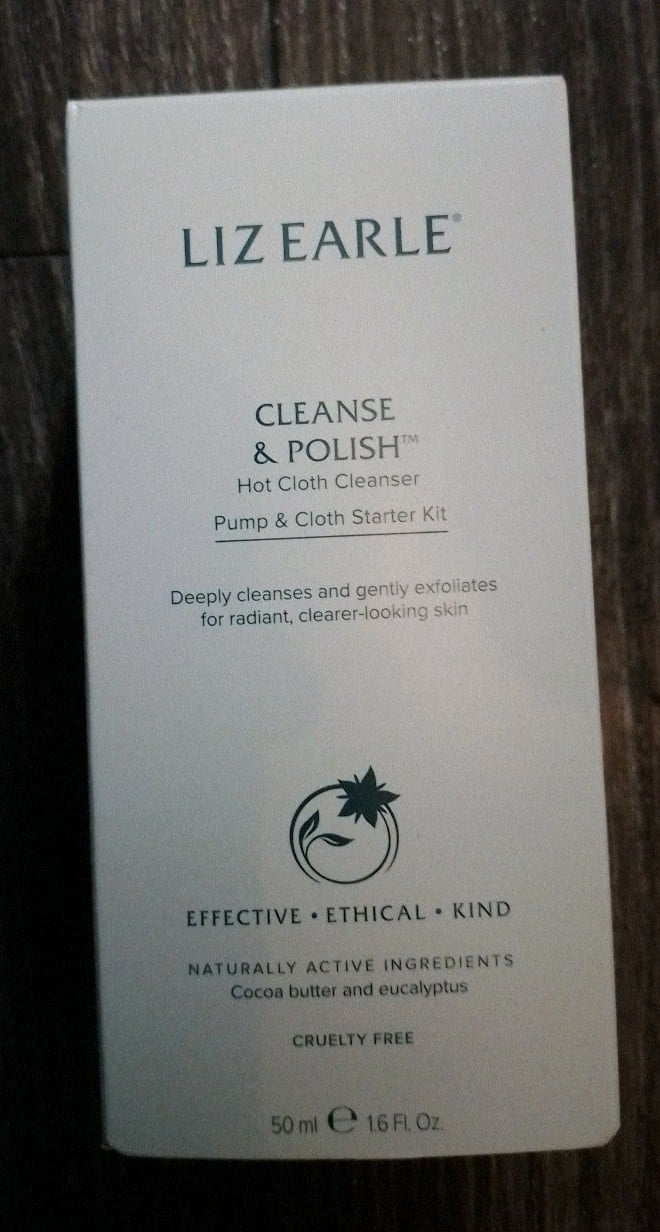 LIZ EARLE®
CLEANSE
& POLISH™
Hot Cloth Cleanser
Pump & Cloth Starter Kit
Deeply cleanses and gently exfoliates
for radiant, clearer-looking skin
EFFECTIVE • ETHICAL • KIND
NATURALLY ACTIVE INGREDIENTS
Cocoa butter and eucalyptus
CRUELTY FREE
50 ml ℮ 1.6 Fl. Oz.